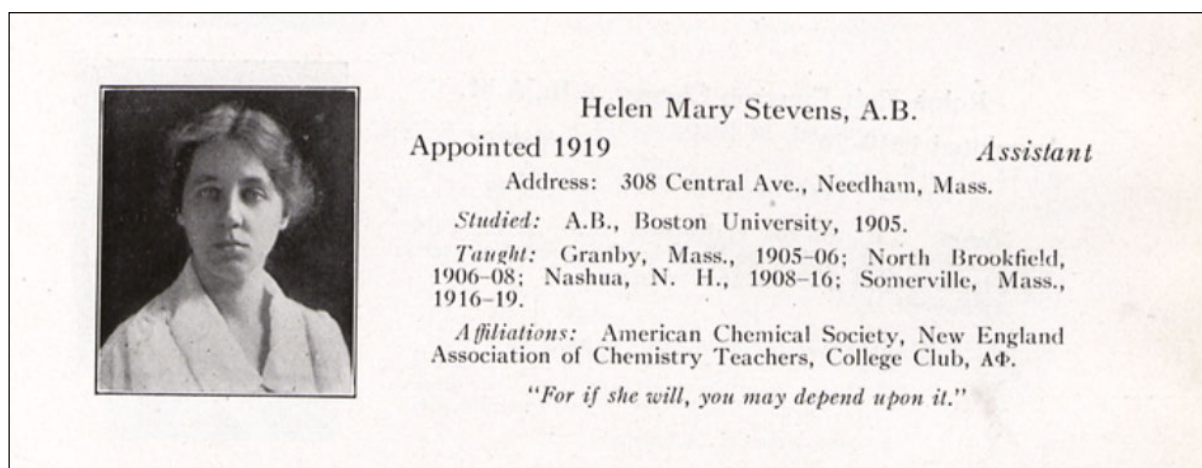 Helen Mary Stevens, A.B.
Appointed 1919 Assistant
Address: 308 Central Ave., Needham, Mass.
Studied: A.B., Boston University, 1905.
Taught: Granby, Mass., 1905–06; North Brookfield,
1906–08; Nashua, N. H., 1908–16; Somerville, Mass.,
1916–19.
Affiliations: American Chemical Society, New England
Association of Chemistry Teachers, College Club, ΑΦ.
"For if she will, you may depend upon it."